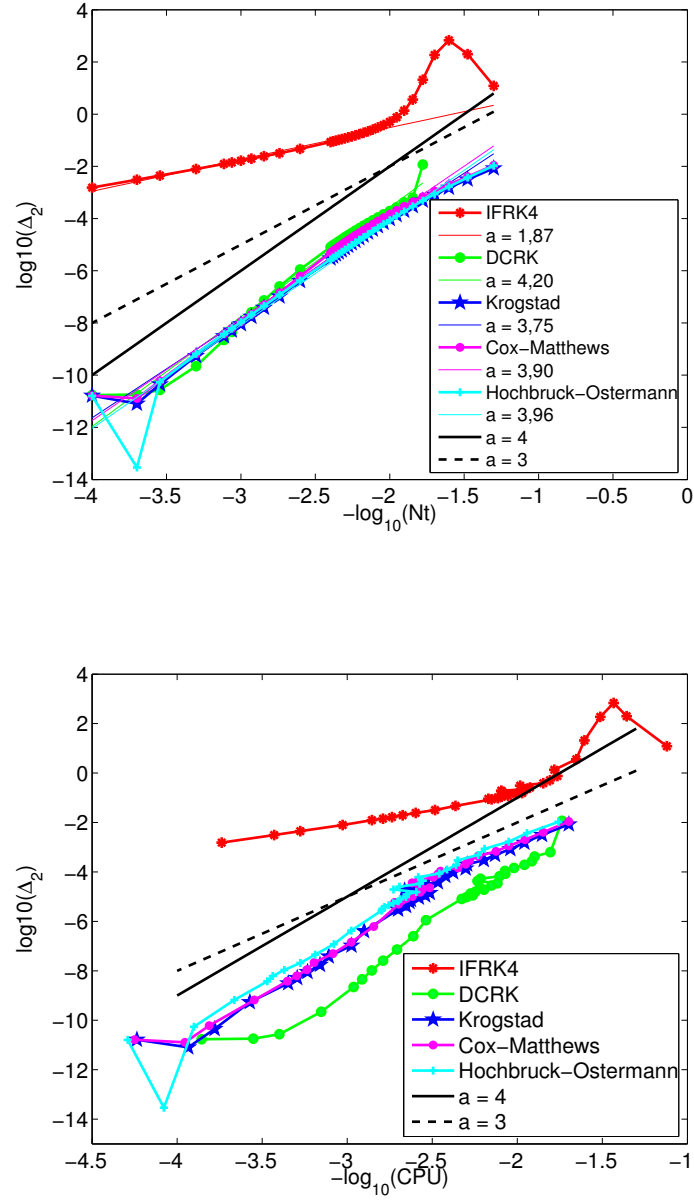 4
2
0
−2
−4
−6
−8
−10
−12
−14
log10(Δ2)
−4 −3.5 −3 −2.5 −2 −1.5 −1 −0.5 0
−log10(Nt)
IFRK4
a = 1,87
DCRK
a = 4,20
Krogstad
a = 3,75
Cox−Matthews
a = 3,90
Hochbruck−Ostermann
a = 3,96
a = 4
a = 3
4
2
0
−2
−4
−6
−8
−10
−12
−14
log10(Δ2)
−4.5 −4 −3.5 −3 −2.5 −2 −1.5 −1
−log10(CPU)
IFRK4
DCRK
Krogstad
Cox−Matthews
Hochbruck−Ostermann
a = 4
a = 3